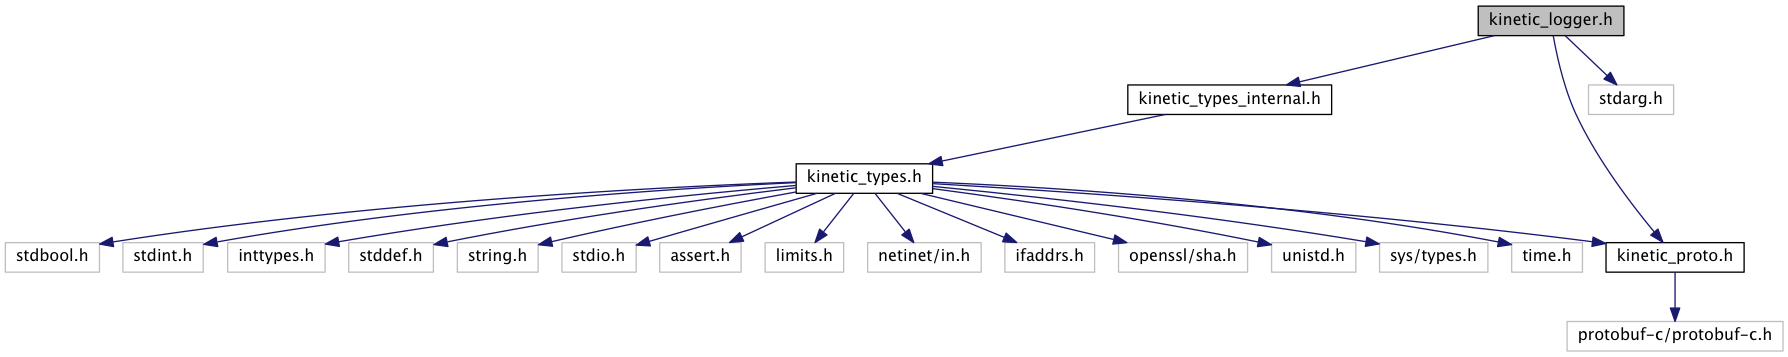 kinetic_logger.h
kinetic_types_internal.h
stdarg.h
kinetic_types.h
stdbool.h
stdint.h
inttypes.h
stddef.h
string.h
stdio.h
assert.h
limits.h
netinet/in.h
ifaddrs.h
openssl/sha.h
unistd.h
sys/types.h
time.h
kinetic_proto.h
protobuf-c/protobuf-c.h